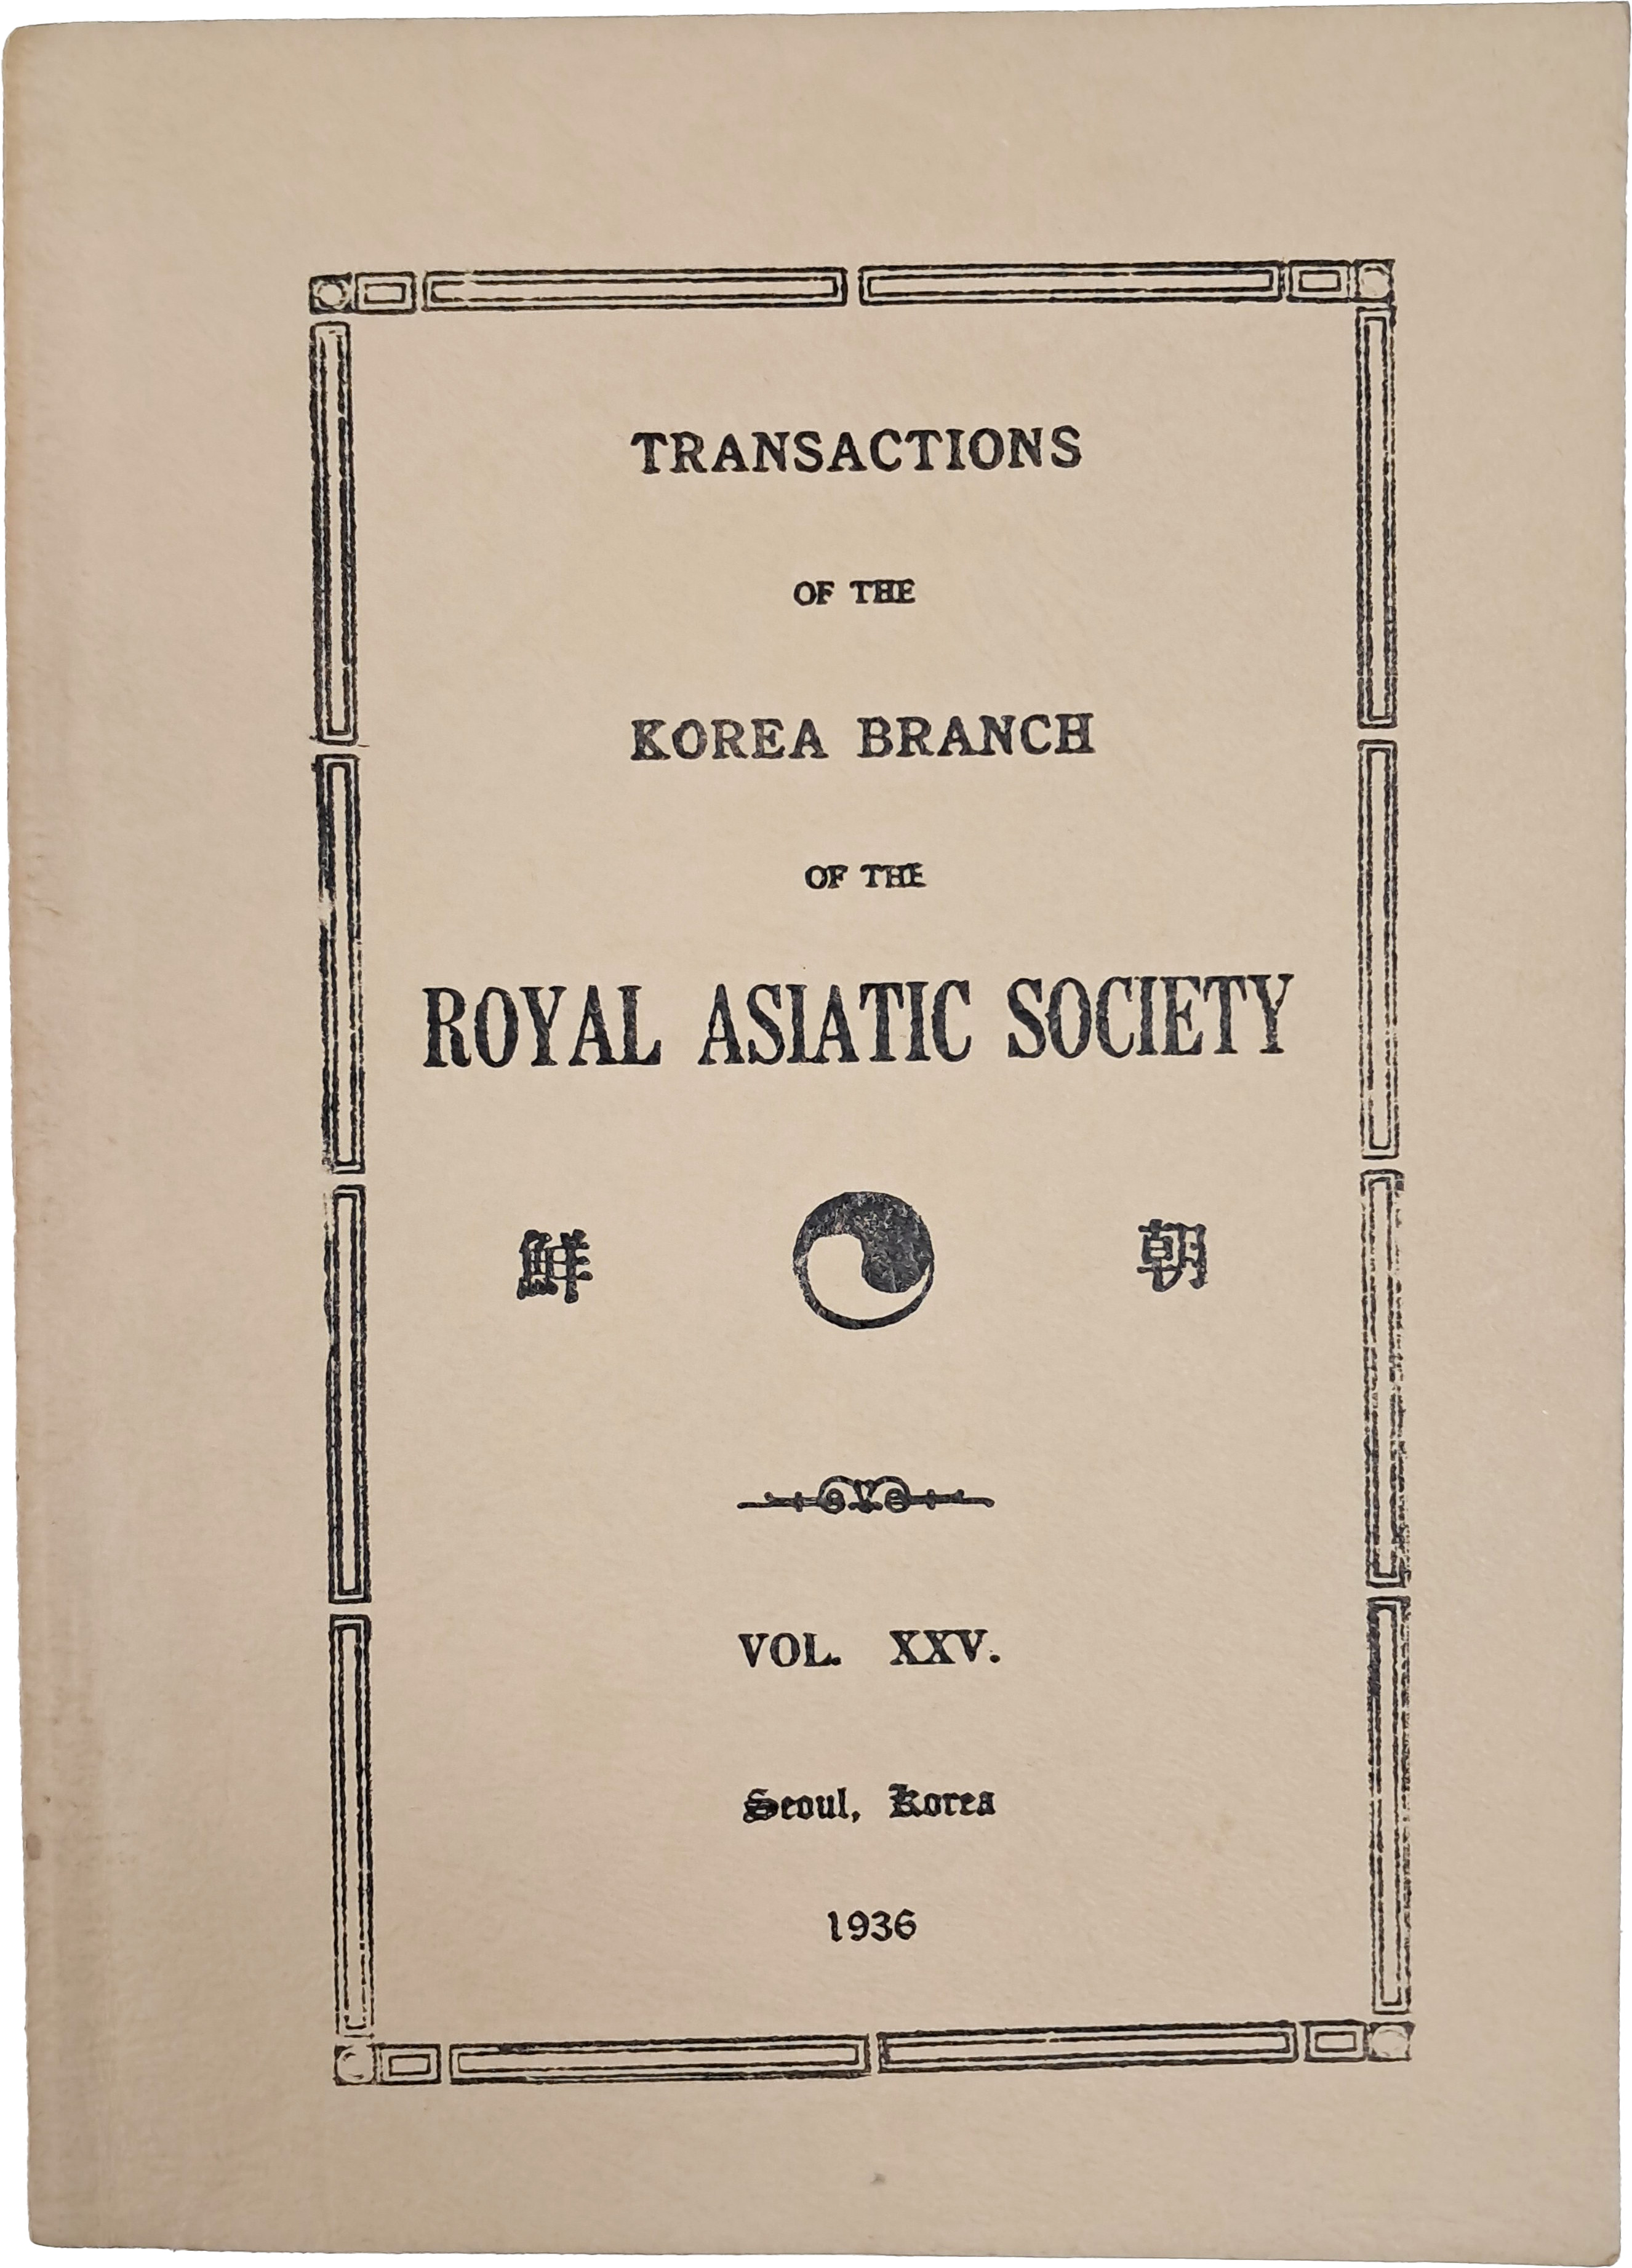 TRANSACTIONS
OF THE
KOREA BRANCH
OF THE
ROYAL ASIATIC SOCIETY
朝鮮
VOL. XXV.
Seoul, Korea
1936